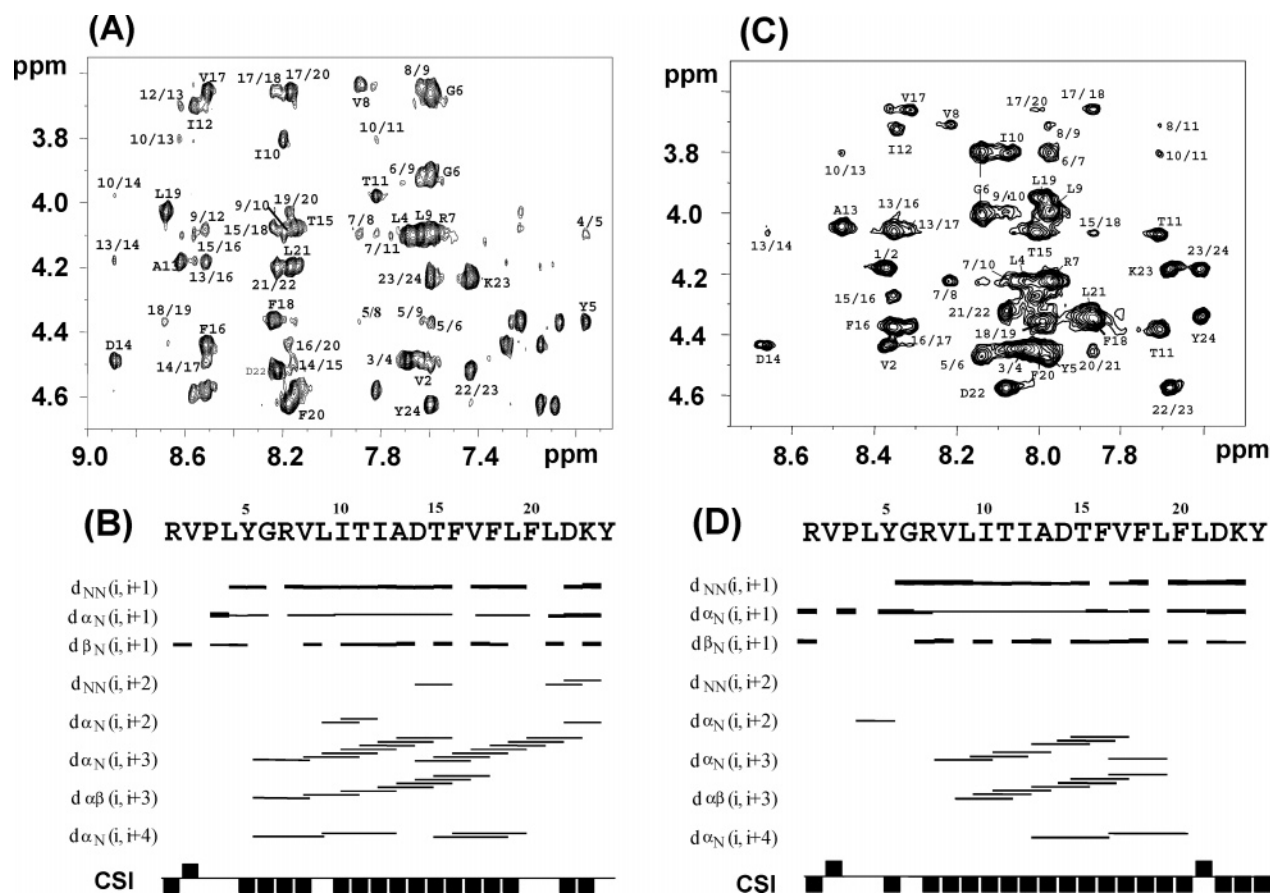 (A)
ppm
V17
17/18
17/20
8/9
G6
12/13
I12
V8
3.8
10/13
I10
10/11
6/9
G6
10/14
L19
19/20
T11
4.0
9/10
T15
7/8
L4
L9
R7
4/5
9/12
15/18
7/11
13/14
15/16
A13
13/16
L21
4.2
21/22
23/24
K23
18/19
F18
5/8
5/9
5/6
Y5
4.4
F16
16/20
D14
14/17
14/15
3/4
D22
V2
22/23
4.6
F20
Y24
9.0
8.6
8.2
7.8
7.4
ppm
(C)
ppm
V17
17/20
17/18
V8
8/9
8/11
I12
I10
3.8
10/13
6/7
10/11
L19
G6
9/10
L9
4.0
A13
13/16
13/17
15/18
T11
13/14
T15
23/24
1/2
L4
R7
K23
4.2
7/10
7/8
15/16
L21
21/22
F16
18/19
F18
Y24
4.4
16/17
T11
D14
V2
5/6
3/4
F20
Y5
20/21
D22
4.6
22/23
8.6
8.4
8.2
8.0
7.8
ppm
(B)
5
10
15
20
RVPLYGRVLITIADTFVFLFLDKY
dNN(i, i+1)
dαN(i, i+1)
dβN(i, i+1)
dNN(i, i+2)
dαN(i, i+2)
dαN(i, i+3)
dαβ(i, i+3)
dαN(i, i+4)
CSI
(D)
5
10
15
20
RVPLYGRVLITIADTFVFLFLDKY
dNN(i, i+1)
dαN(i, i+1)
dβN(i, i+1)
dNN(i, i+2)
dαN(i, i+2)
dαN(i, i+3)
dαβ(i, i+3)
dαN(i, i+4)
CSI